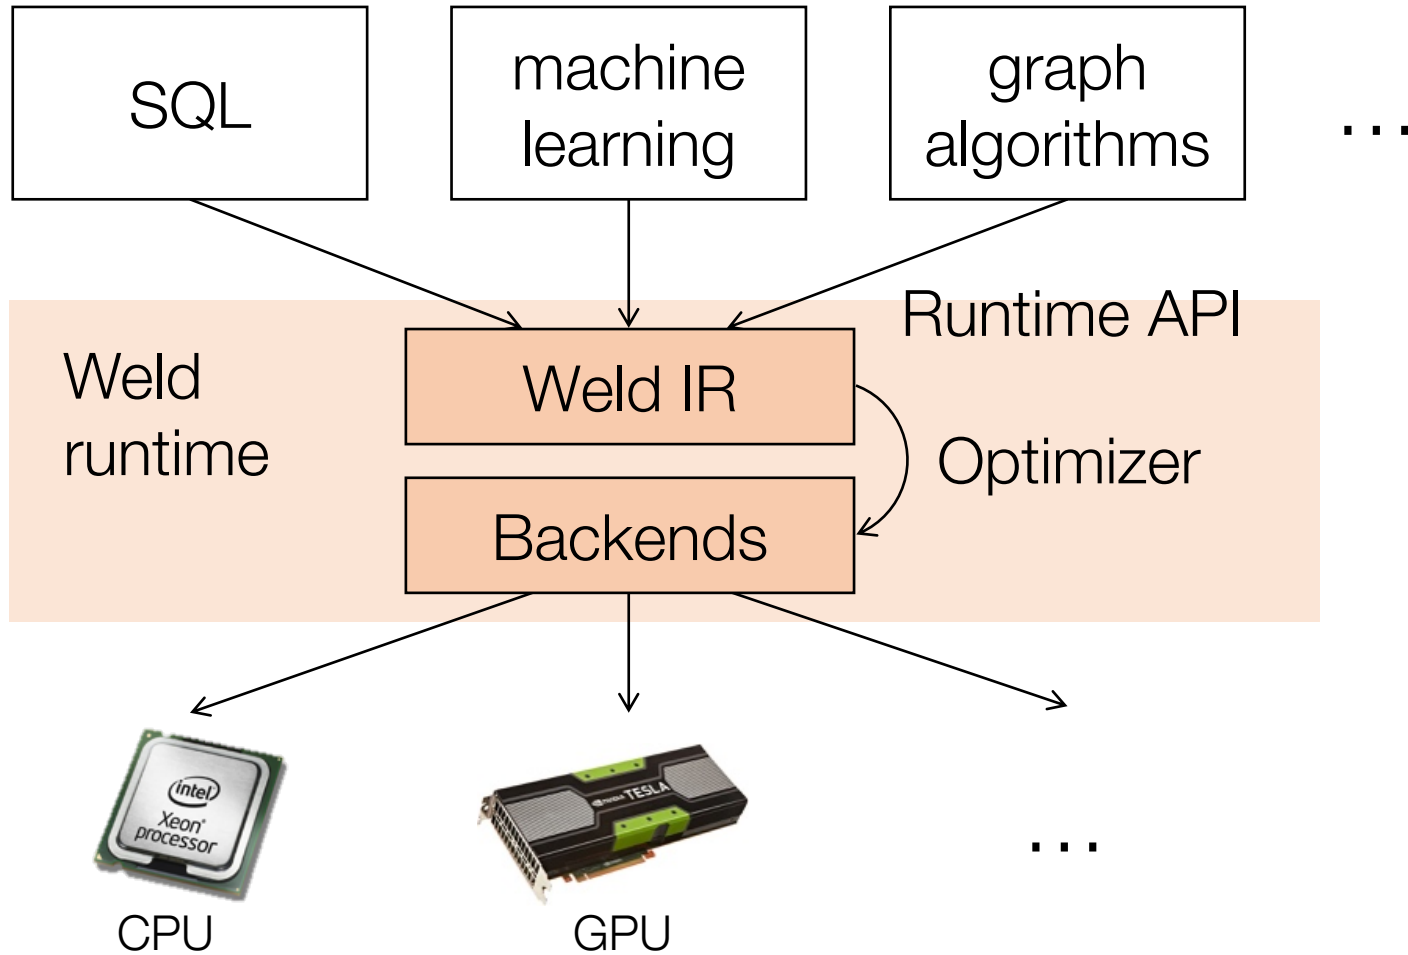 SQL
machine
learning
graph
algorithms
...
Runtime API
Weld
runtime
Weld IR
Optimizer
Backends
intel
Xeon®
processor
TESLA
...
CPU
GPU